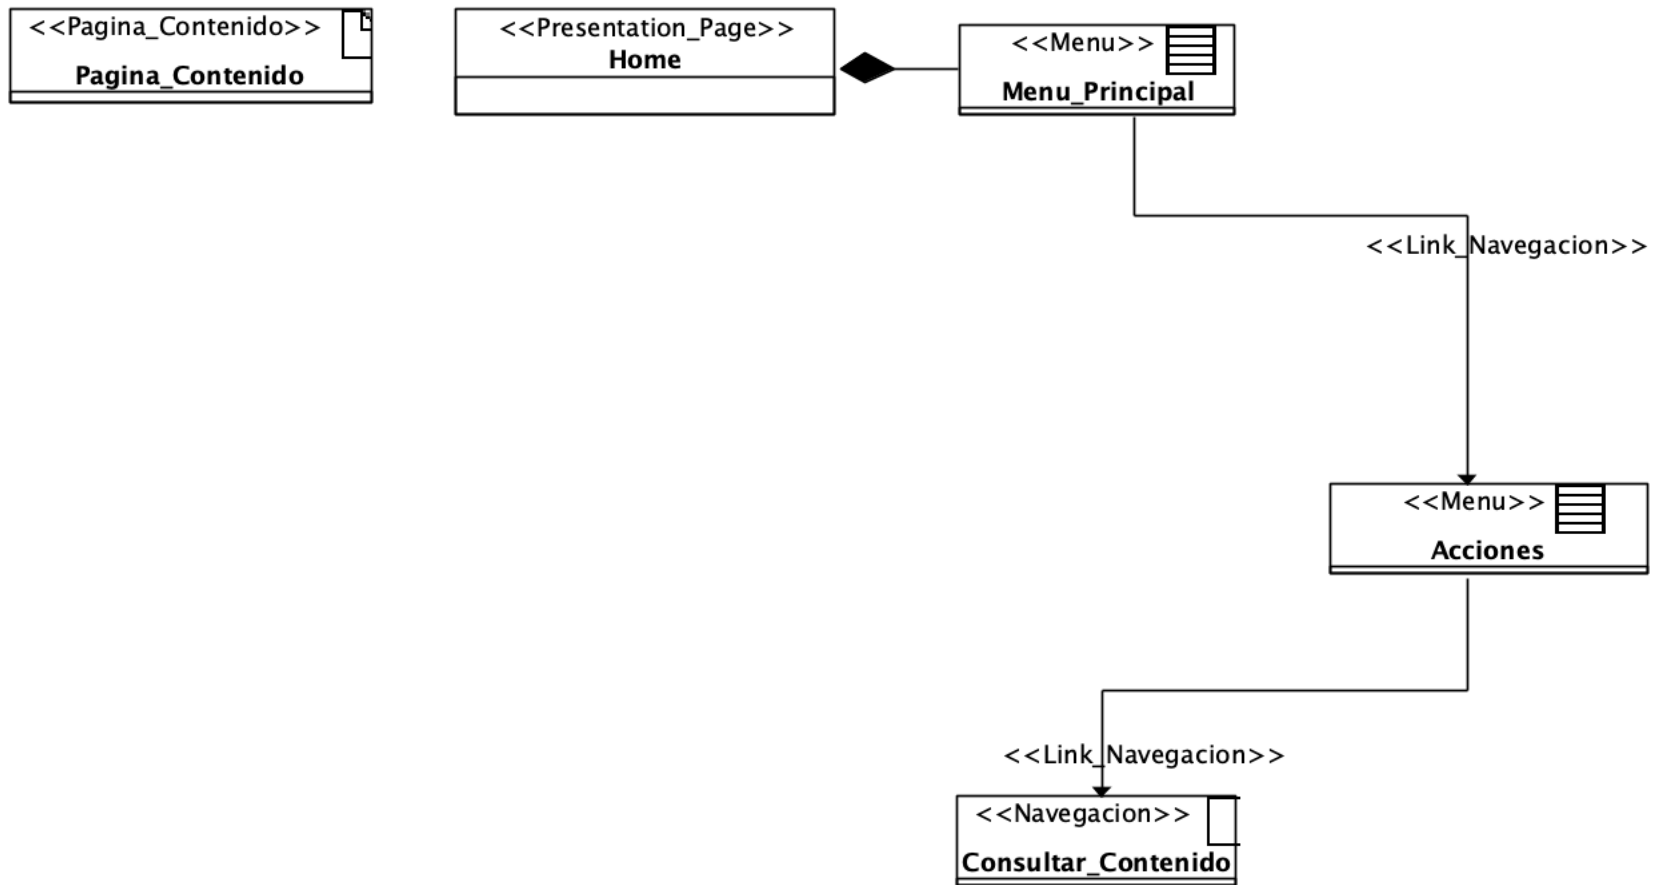 <<Pagina_Contenido>>
Pagina_Contenido
<<Presentation_Page>>
Home
<<Menu>>
Menu_Principal
<<Link_Navegacion>>
<<Menu>>
Acciones
<<Link_Navegacion>>
<<Navegacion>>
Consultar_Contenido